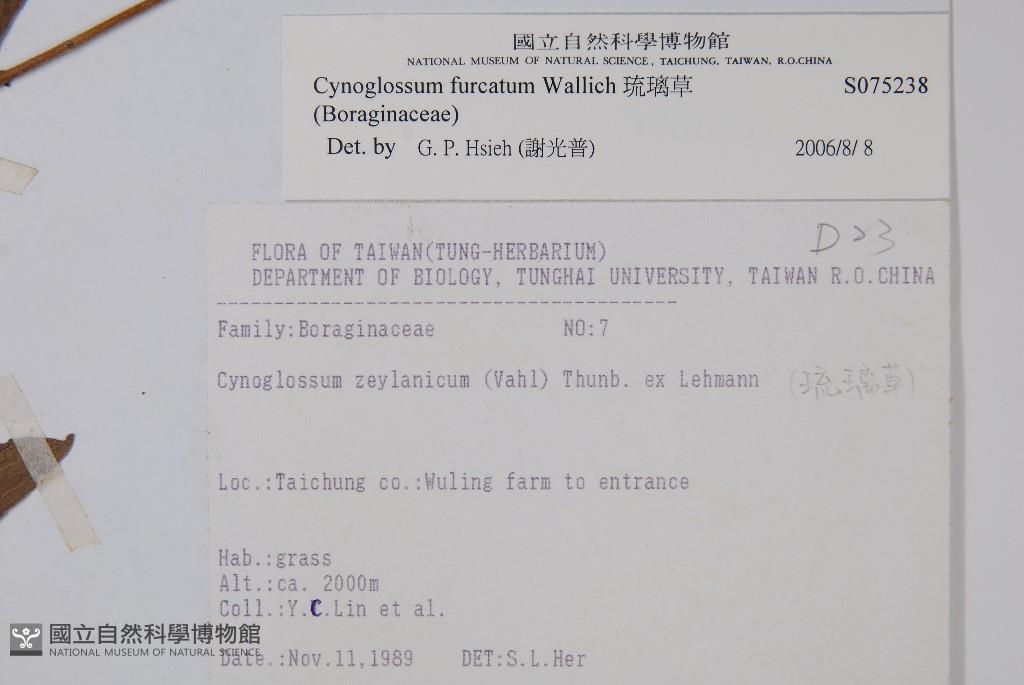 國立自然科學博物館
NATIONAL MUSEUM OF NATURAL SCIENCE, TAICHUNG, TAIWAN, R.O.CHINA
Cynoglossum furcatum Wallich 琉璃草 S075238
(Boraginaceae)
Det. by G. P. Hsieh (謝光普) 2006/8/ 8
D23
FLORA OF TAIWAN(TUNG-HERBARIUM)
DEPARTMENT OF BIOLOGY, TUNGHAI UNIVERSITY, TAIWAN R.O.CHINA
Family:Boraginaceae NO:7
Cynoglossum zeylanicum (Vahl) Thunb. ex Lehmann (琉璃草)
Loc.:Taichung co.:Wuling farm to entrance
Hab.:grass
Alt.:ca. 2000m
Coll.:Y.C.Lin et al.
Date.:Nov.11,1989 DET:S.L.Her
國立自然科學博物館
NATIONAL MUSEUM OF NATURAL SCIENCE